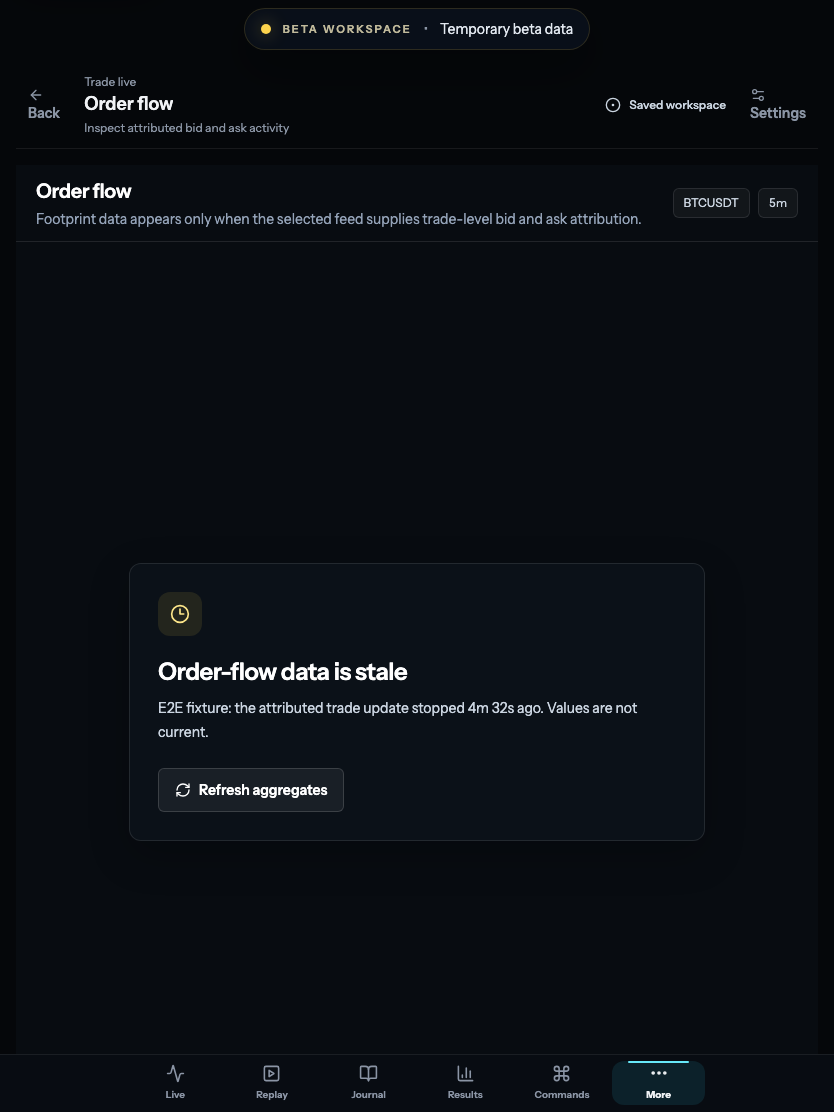 BETA WORKSPACE · Temporary beta data
Back
Trade live
Order flow
Inspect attributed bid and ask activity
Saved workspace
Settings
Order flow
Footprint data appears only when the selected feed supplies trade-level bid and ask attribution.
BTCUSDT
5m
Order-flow data is stale
E2E fixture: the attributed trade update stopped 4m 32s ago. Values are not
current.
Refresh aggregates
Live
Replay
Journal
Results
Commands
More